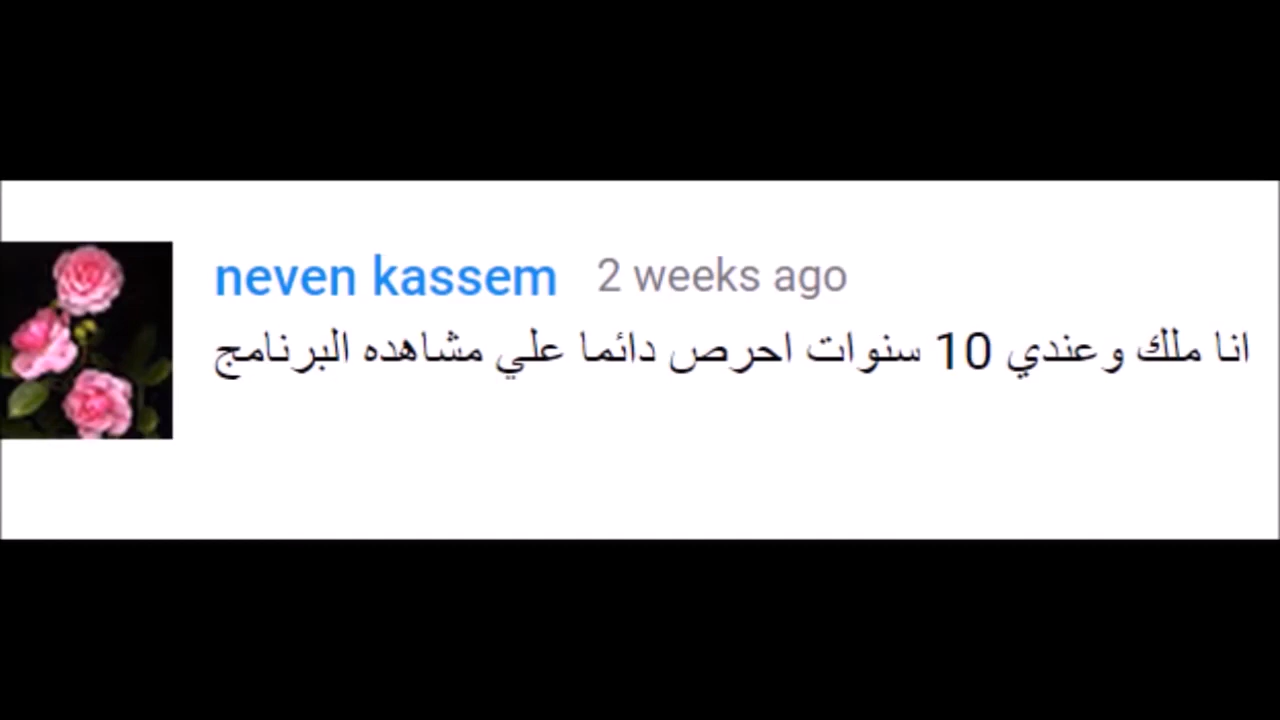 neven kassem 2 weeks ago
انا ملك وعندي 10 سنوات احرص دائما علي مشاهده البرنامج